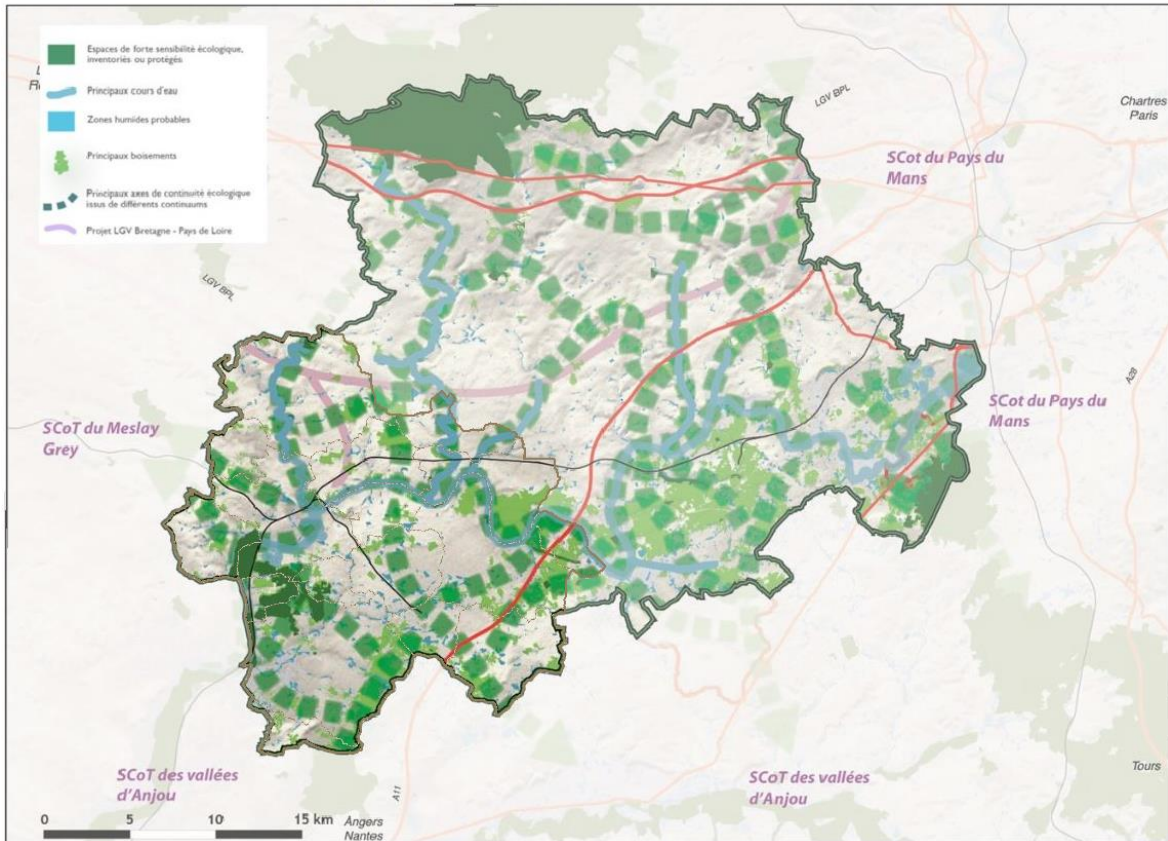 Espaces de forte sensibilité écologique,
inventoriés ou protégés
Principaux cours d'eau
Zones humides probables
Principaux boisements
Principaux axes de continuité écologique
issus de différents continuums
Projet LGV Bretagne - Pays de Loire
LGV BPL
Chartres
Paris
SCot du Pays du
Mans
LGV BPL
A28
SCot du Pays du
Mans
SCoT du Meslay
Grey
SCoT des vallées
d'Anjou
SCoT des vallées
d'Anjou
Tours
A11
0 5 10 15 km
Angers
Nantes